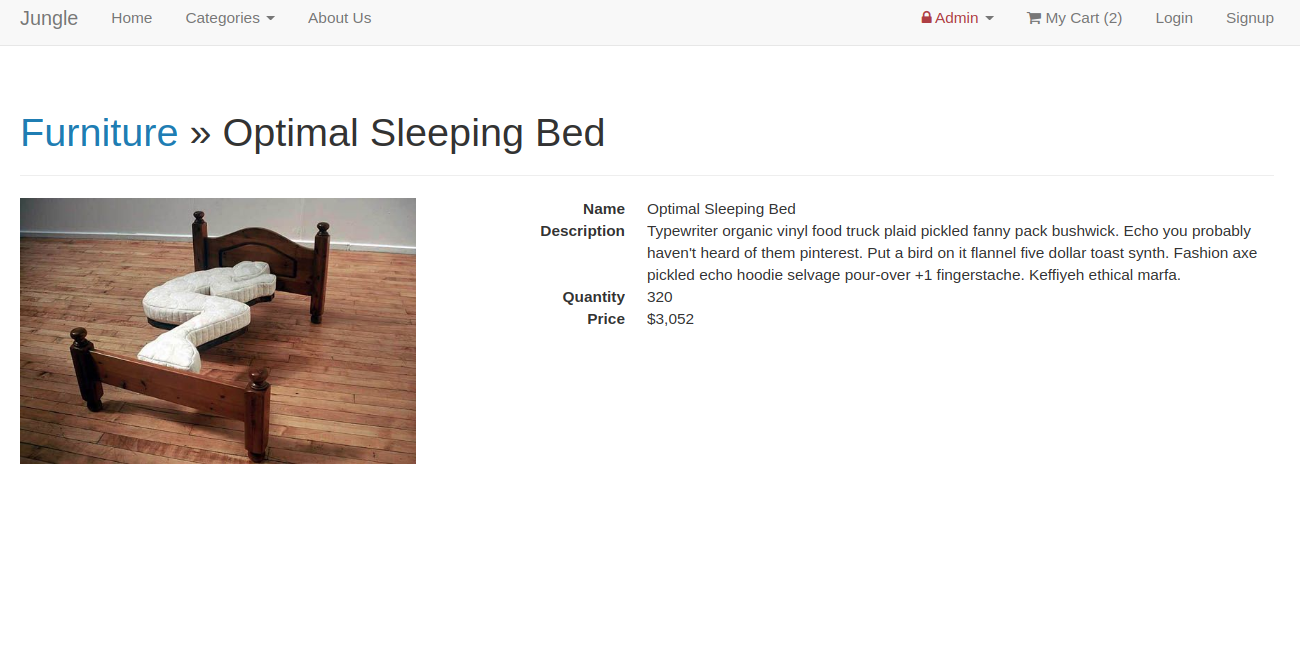 Jungle Home Categories About Us Admin My Cart (2) Login Signup
Furniture » Optimal Sleeping Bed
Name Optimal Sleeping Bed
Description Typewriter organic vinyl food truck plaid pickled fanny pack bushwick. Echo you probably
haven't heard of them pinterest. Put a bird on it flannel five dollar toast synth. Fashion axe
pickled echo hoodie selvage pour-over +1 fingerstache. Keffiyeh ethical marfa.
Quantity 320
Price $3,052